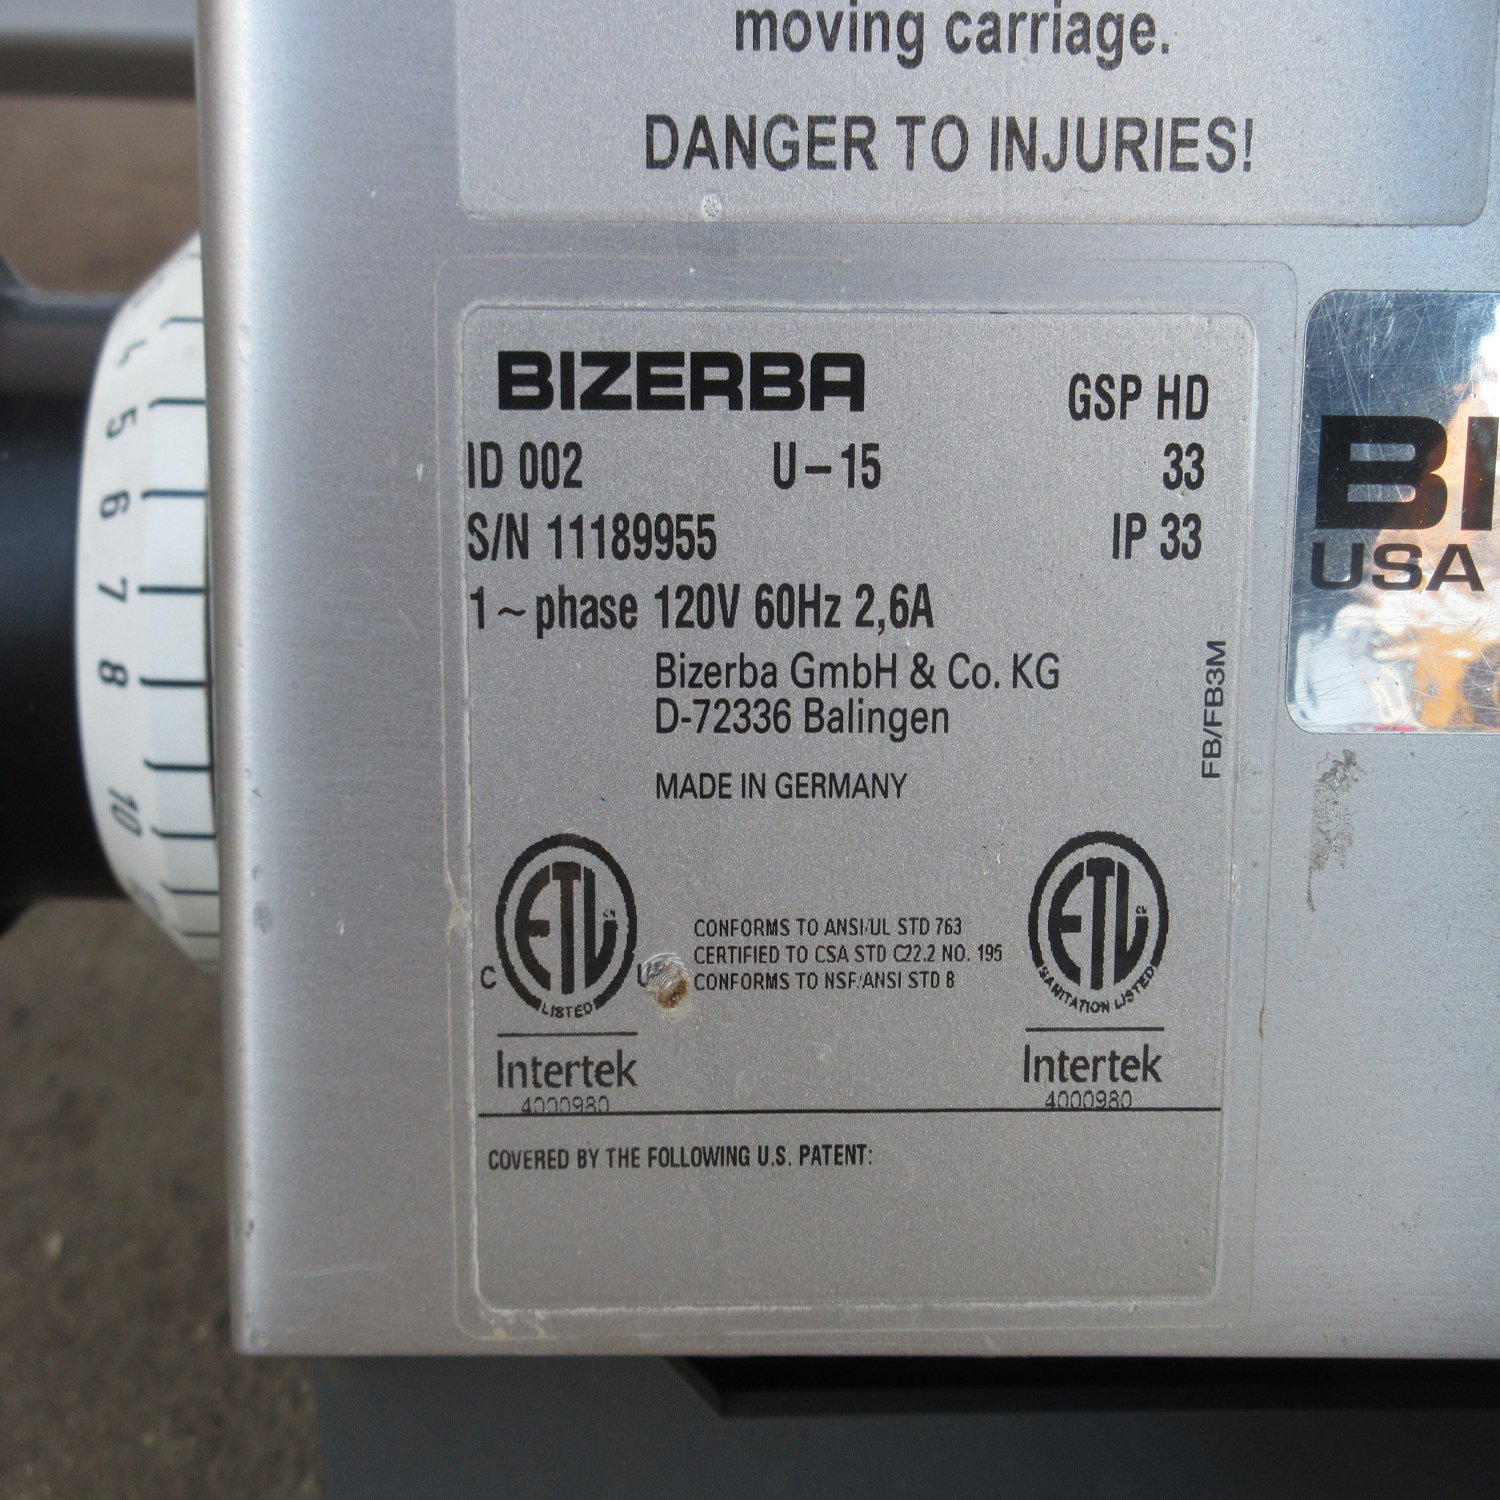 moving carriage.
DANGER TO INJURIES!
BIZERBA
GSP HD
ID 002 U-15 33
S/N 11189955 IP 33
1 ~ phase 120V 60Hz 2,6A
Bizerba GmbH & Co. KG
D-72336 Balingen
MADE IN GERMANY
FB/FB3M
ETL
C
LISTED
Intertek
4000980
CONFORMS TO ANSI/UL STD 763
CERTIFIED TO CSA STD C22.2 NO. 195
CONFORMS TO NSF/ANSI STD 8
ETL
SANITATION LISTED
Intertek
4000980
COVERED BY THE FOLLOWING U.S. PATENT:
BI
USA
4
5
6
7
8
10